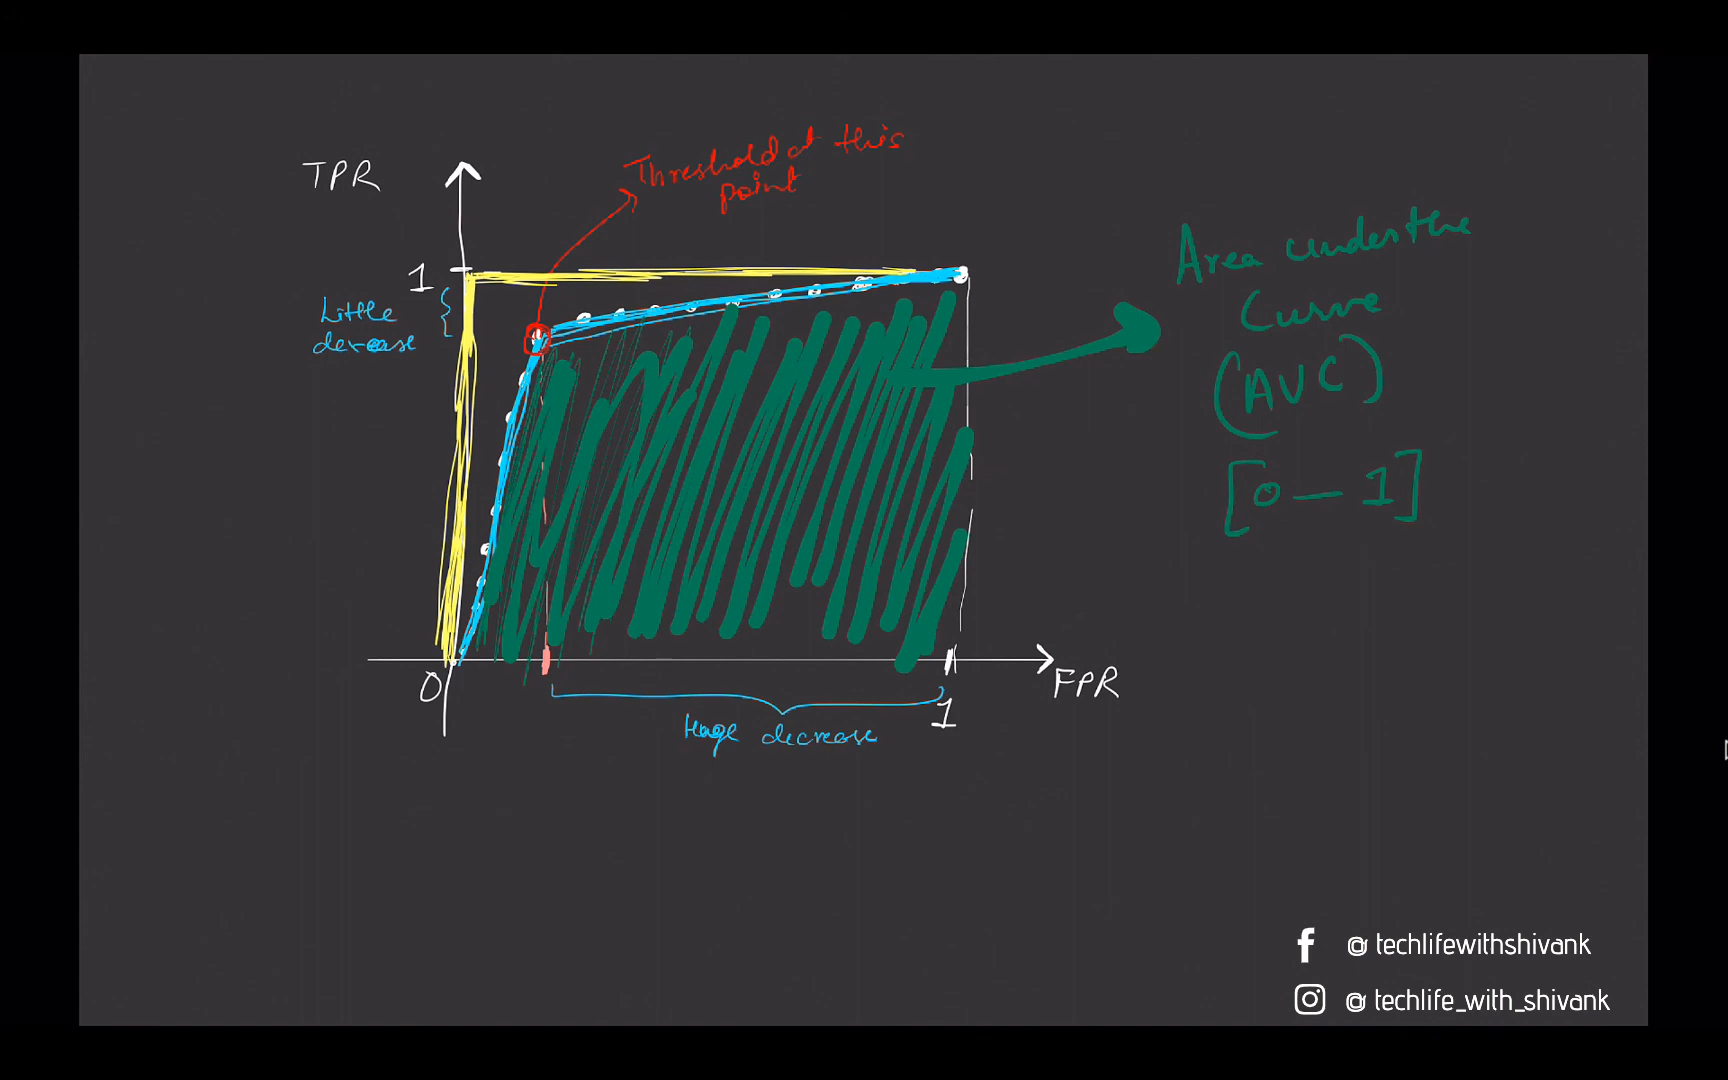 TPR
Threshold at this
point
1
Little
decrease
Area under the
Curve
(AUC)
[0 — 1]
0
FPR
1
Huge decrease
@ techlifewithshivank
@ techlife_with_shivank